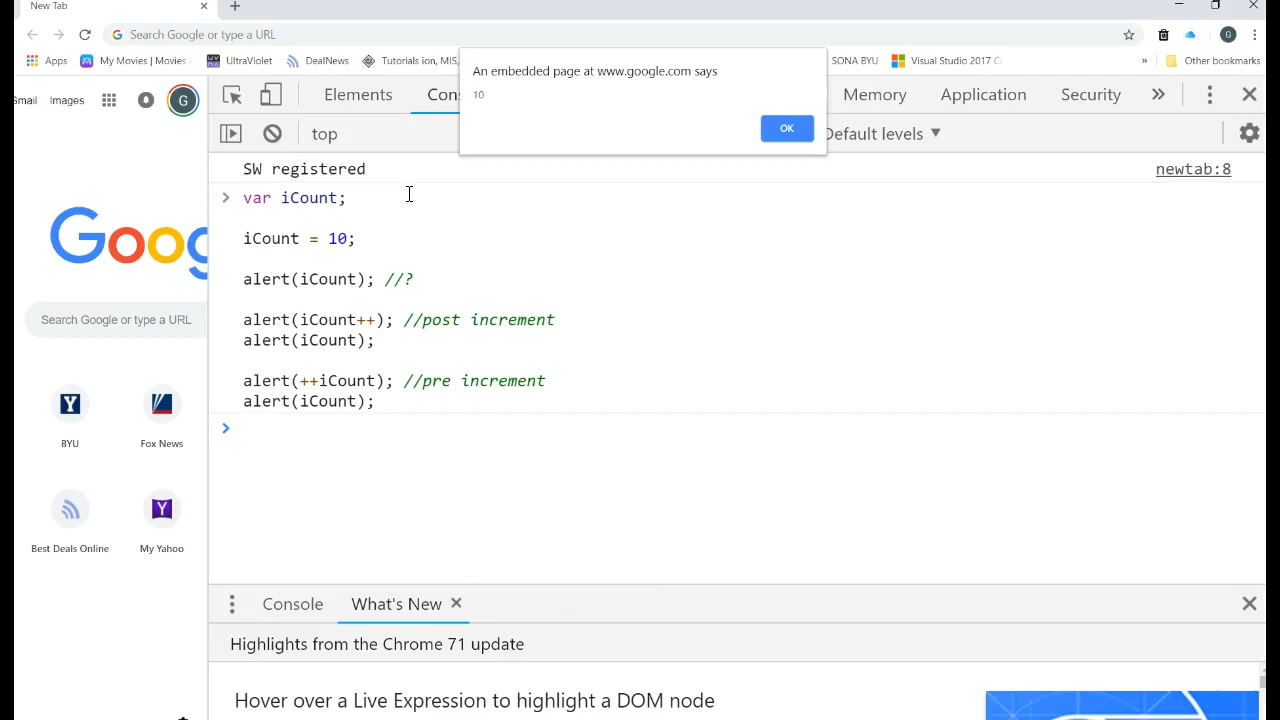 New Tab
Search Google or type a URL
Apps
My Movies | Movies
UltraViolet
DealNews
Tutorials ion, MIS,
SONA BYU
Visual Studio 2017 C
»
Other bookmarks
An embedded page at www.google.com says
10
OK
Gmail
Images
G
Elements
Con
Memory
Application
Security
»
top
Default levels ▼
SW registered
newtab:8
> var iCount;
iCount = 10;
alert(iCount); //?
alert(iCount++); //post increment
alert(iCount);
alert(++iCount); //pre increment
alert(iCount);
>
Goog
Search Google or type a URL
BYU
Fox News
Best Deals Online
My Yahoo
Console
What's New
Highlights from the Chrome 71 update
Hover over a Live Expression to highlight a DOM node